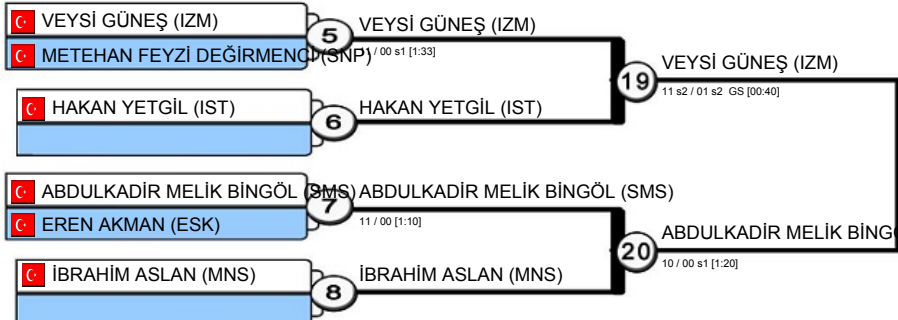 VEYSİ GÜNEŞ (IZM)
METEHAN FEYZİ DEĞİRMENCİ (SNP)
5
VEYSİ GÜNEŞ (IZM)
/ 00 s1 [1:33]
HAKAN YETGİL (IST)
6
HAKAN YETGİL (IST)
19
VEYSİ GÜNEŞ (IZM)
11 s2 / 01 s2 GS [00:40]
ABDULKADİR MELİK BİNGÖL (SMS)
EREN AKMAN (ESK)
7
ABDULKADİR MELİK BİNGÖL (SMS)
11 / 00 [1:10]
İBRAHİM ASLAN (MNS)
8
İBRAHİM ASLAN (MNS)
20
ABDULKADİR MELİK BİNG
10 / 00 s1 [1:20]